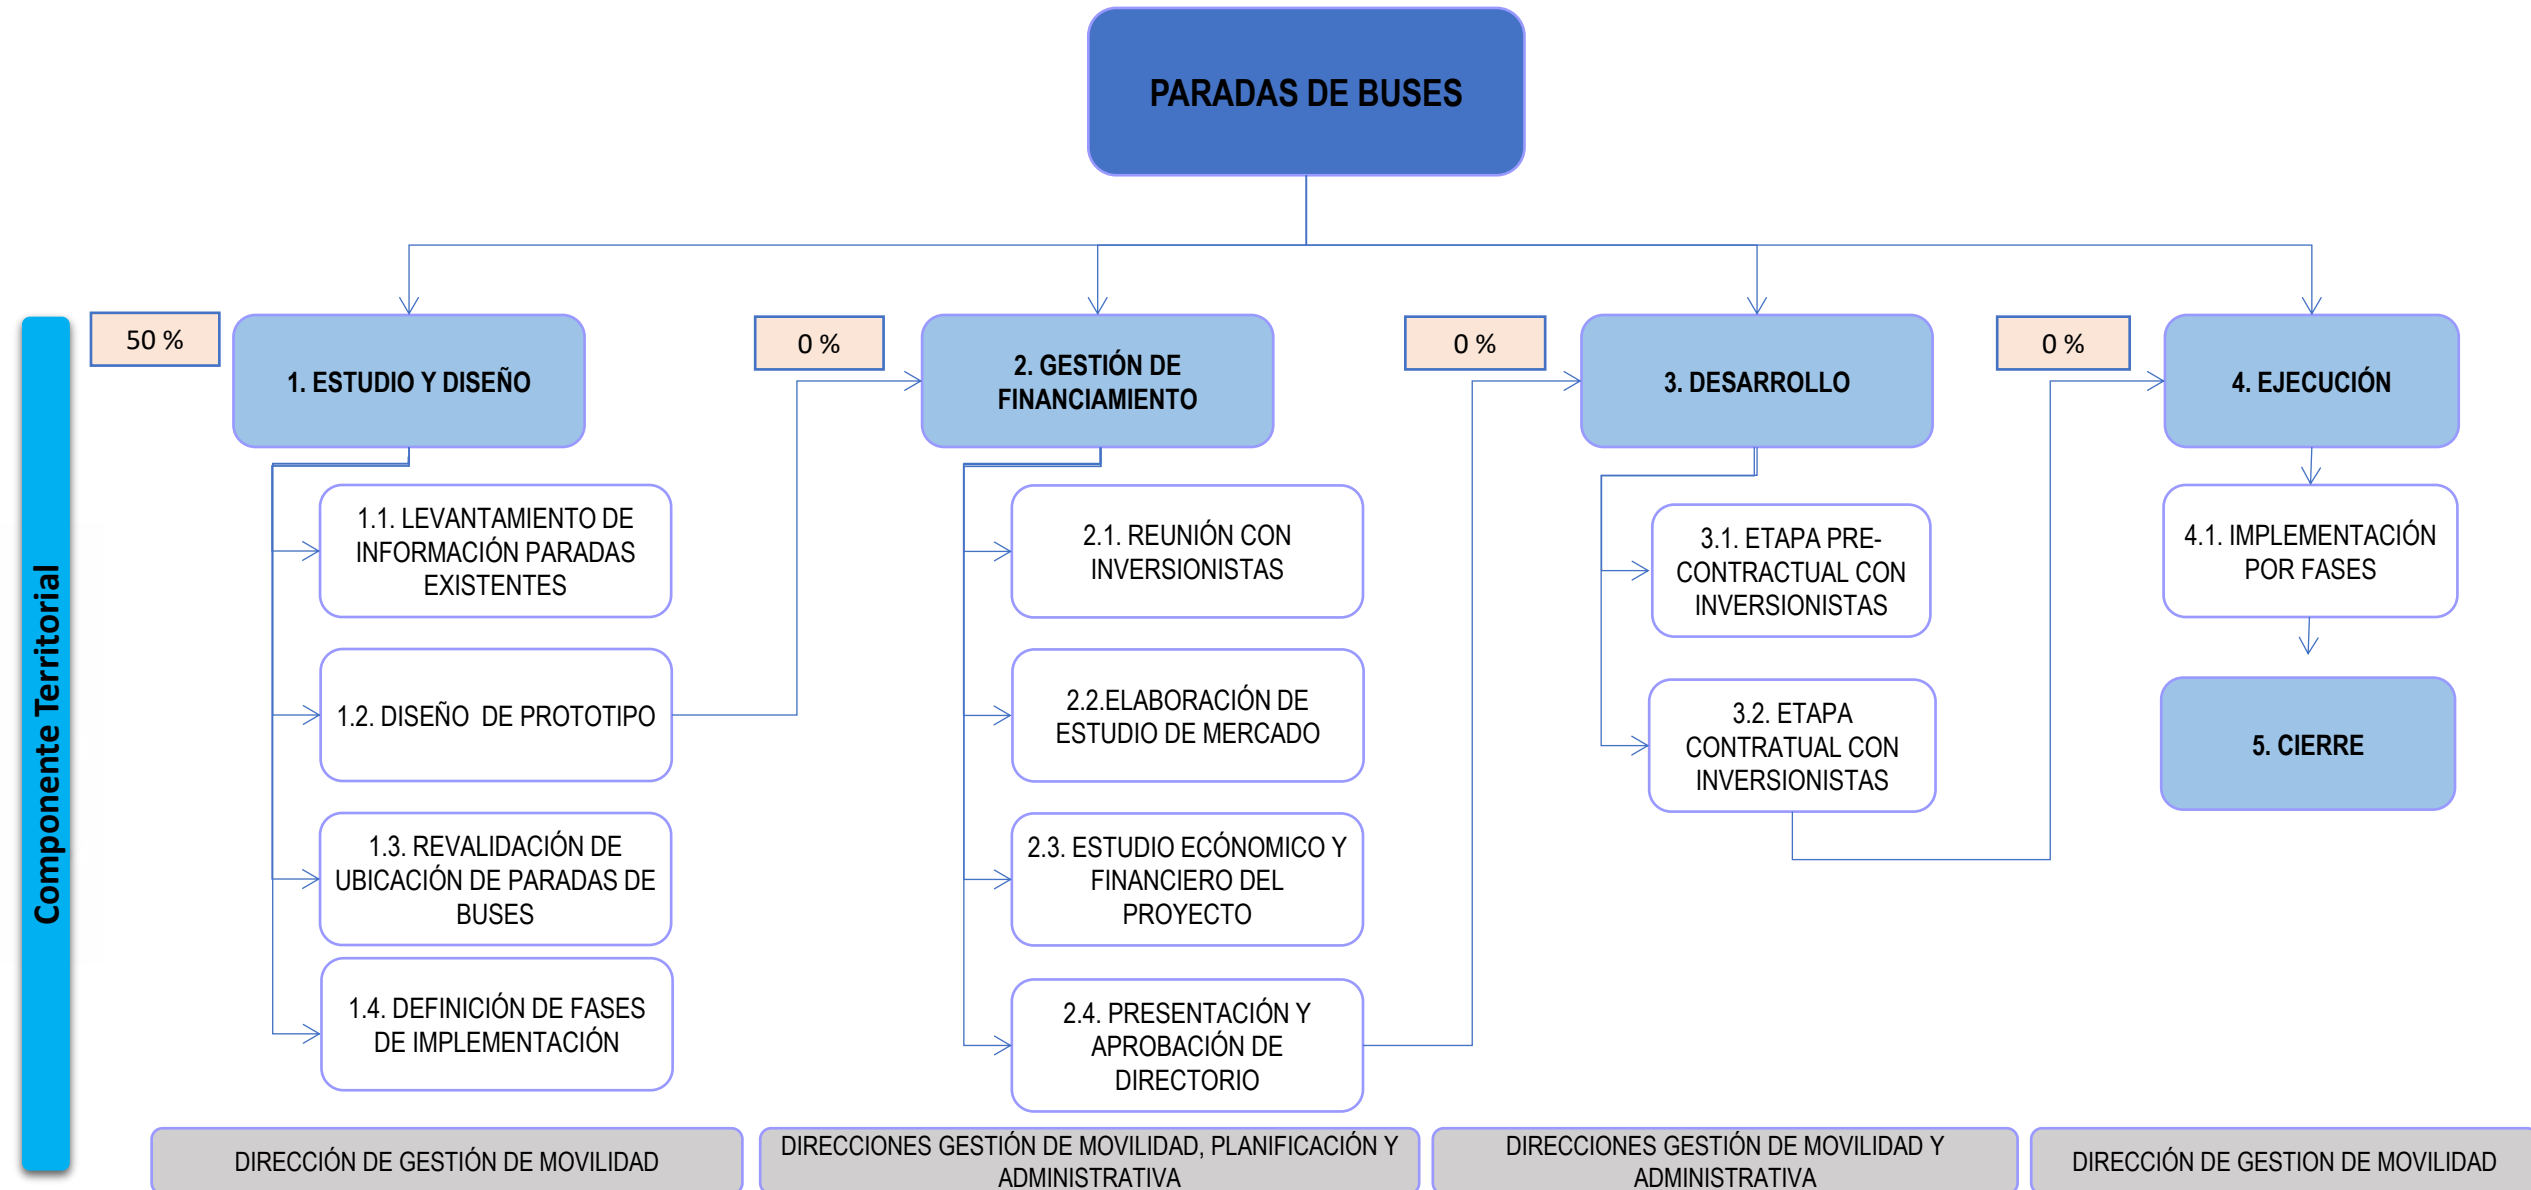 PARADAS DE BUSES
Componente Territorial
50 %
1. ESTUDIO Y DISEÑO
1.1. LEVANTAMIENTO DE
INFORMACIÓN PARADAS
EXISTENTES
1.2. DISEÑO  DE PROTOTIPO
1.3. REVALIDACIÓN DE
UBICACIÓN DE PARADAS DE
BUSES
1.4. DEFINICIÓN DE FASES
DE IMPLEMENTACIÓN
DIRECCIÓN DE GESTIÓN DE MOVILIDAD
0 %
2. GESTIÓN DE
FINANCIAMIENTO
2.1. REUNIÓN CON
INVERSIONISTAS
2.2.ELABORACIÓN DE
ESTUDIO DE MERCADO
2.3. ESTUDIO ECÓNOMICO Y
FINANCIERO DEL
PROYECTO
2.4. PRESENTACIÓN Y
APROBACIÓN DE
DIRECTORIO
DIRECCIONES GESTIÓN DE MOVILIDAD, PLANIFICACIÓN Y
ADMINISTRATIVA
0 %
3. DESARROLLO
3.1. ETAPA PRE-
CONTRACTUAL CON
INVERSIONISTAS
3.2. ETAPA
CONTRATUAL CON
INVERSIONISTAS
DIRECCIONES GESTIÓN DE MOVILIDAD Y
ADMINISTRATIVA
0 %
4. EJECUCIÓN
4.1. IMPLEMENTACIÓN
POR FASES
5. CIERRE
DIRECCIÓN DE GESTION DE MOVILIDAD